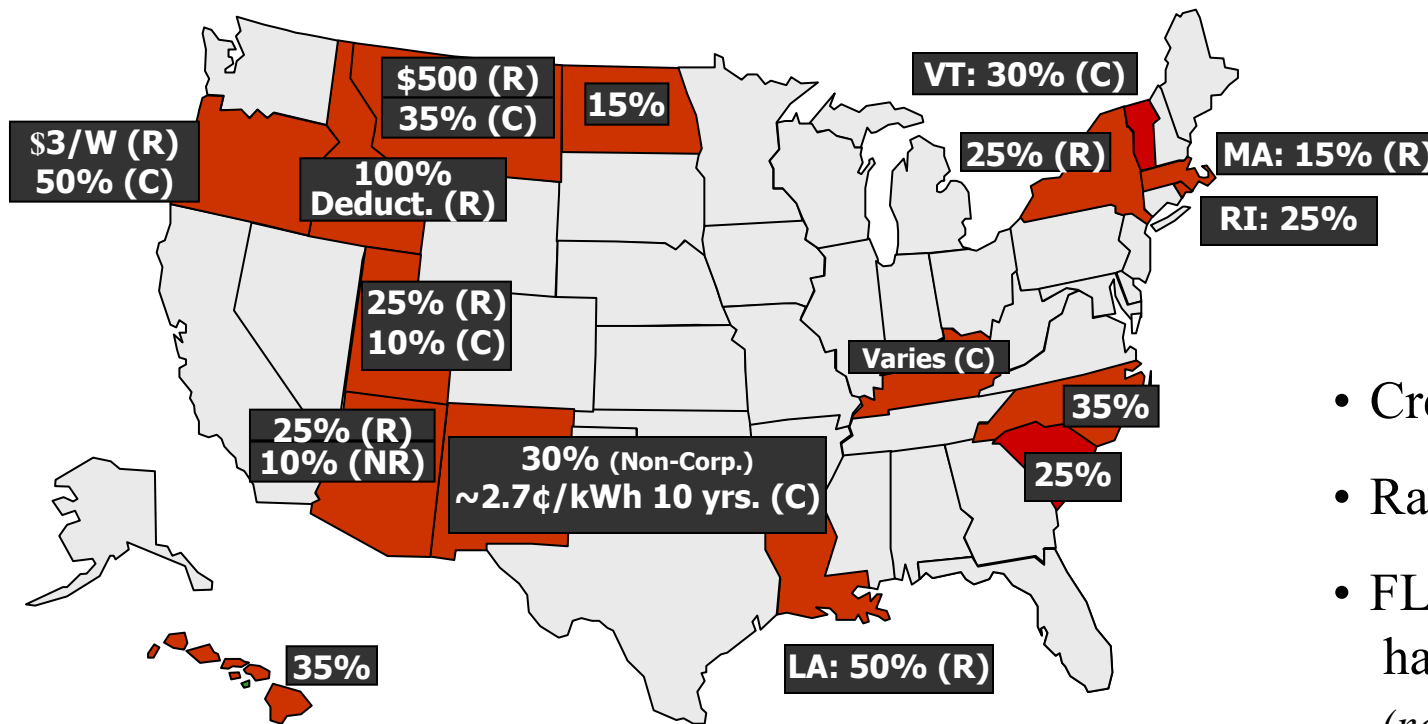 $500 (R)
35% (C)
15%
VT: 30% (C)
$3/W (R)
50% (C)
100%
Deduct. (R)
25% (R)
MA: 15% (R)
RI: 25%
25% (R)
10% (C)
Varies (C)
35%
25% (R)
10% (NR)
30% (Non-Corp.)
~2.7¢/kWh 10 yrs. (C)
25%
35%
LA: 50% (R)
• Cre
• Ra
• FL
ha